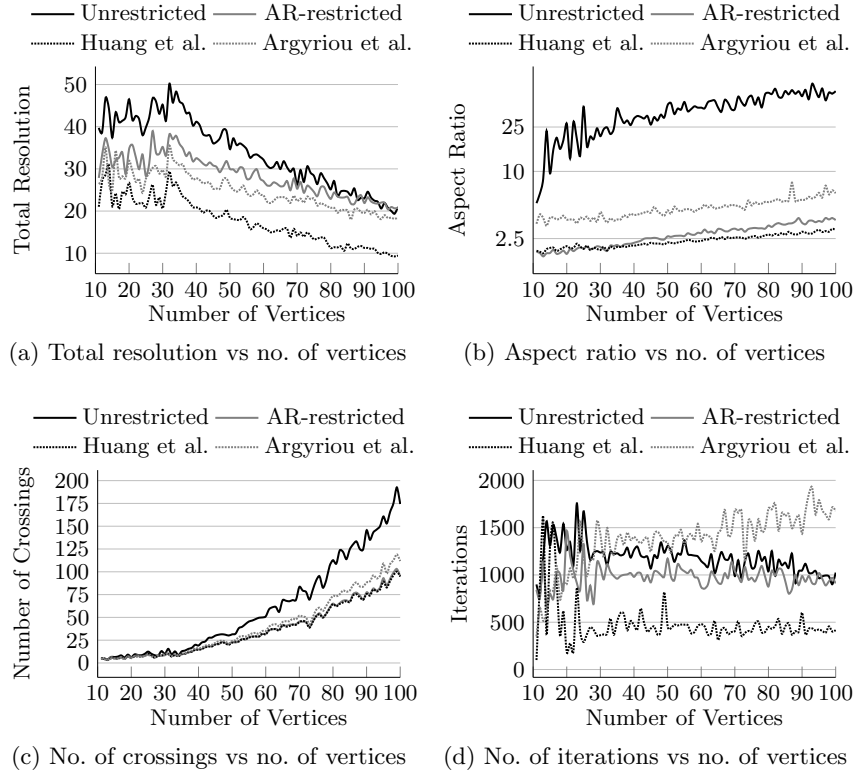 Unrestricted AR-restricted
Huang et al. Argyriou et al.
Total Resolution
50
40
30
20
10
10 20 30 40 50 60 70 80 90 100
Number of Vertices
(a) Total resolution vs no. of vertices
Unrestricted AR-restricted
Huang et al. Argyriou et al.
Aspect Ratio
25
10
2.5
10 20 30 40 50 60 70 80 90 100
Number of Vertices
(b) Aspect ratio vs no. of vertices
Unrestricted AR-restricted
Huang et al. Argyriou et al.
Number of Crossings
200
175
150
125
100
75
50
25
0
10 20 30 40 50 60 70 80 90 100
Number of Vertices
(c) No. of crossings vs no. of vertices
Unrestricted AR-restricted
Huang et al. Argyriou et al.
Iterations
2000
1500
1000
500
0
10 20 30 40 50 60 70 80 90 100
Number of Vertices
(d) No. of iterations vs no. of vertices